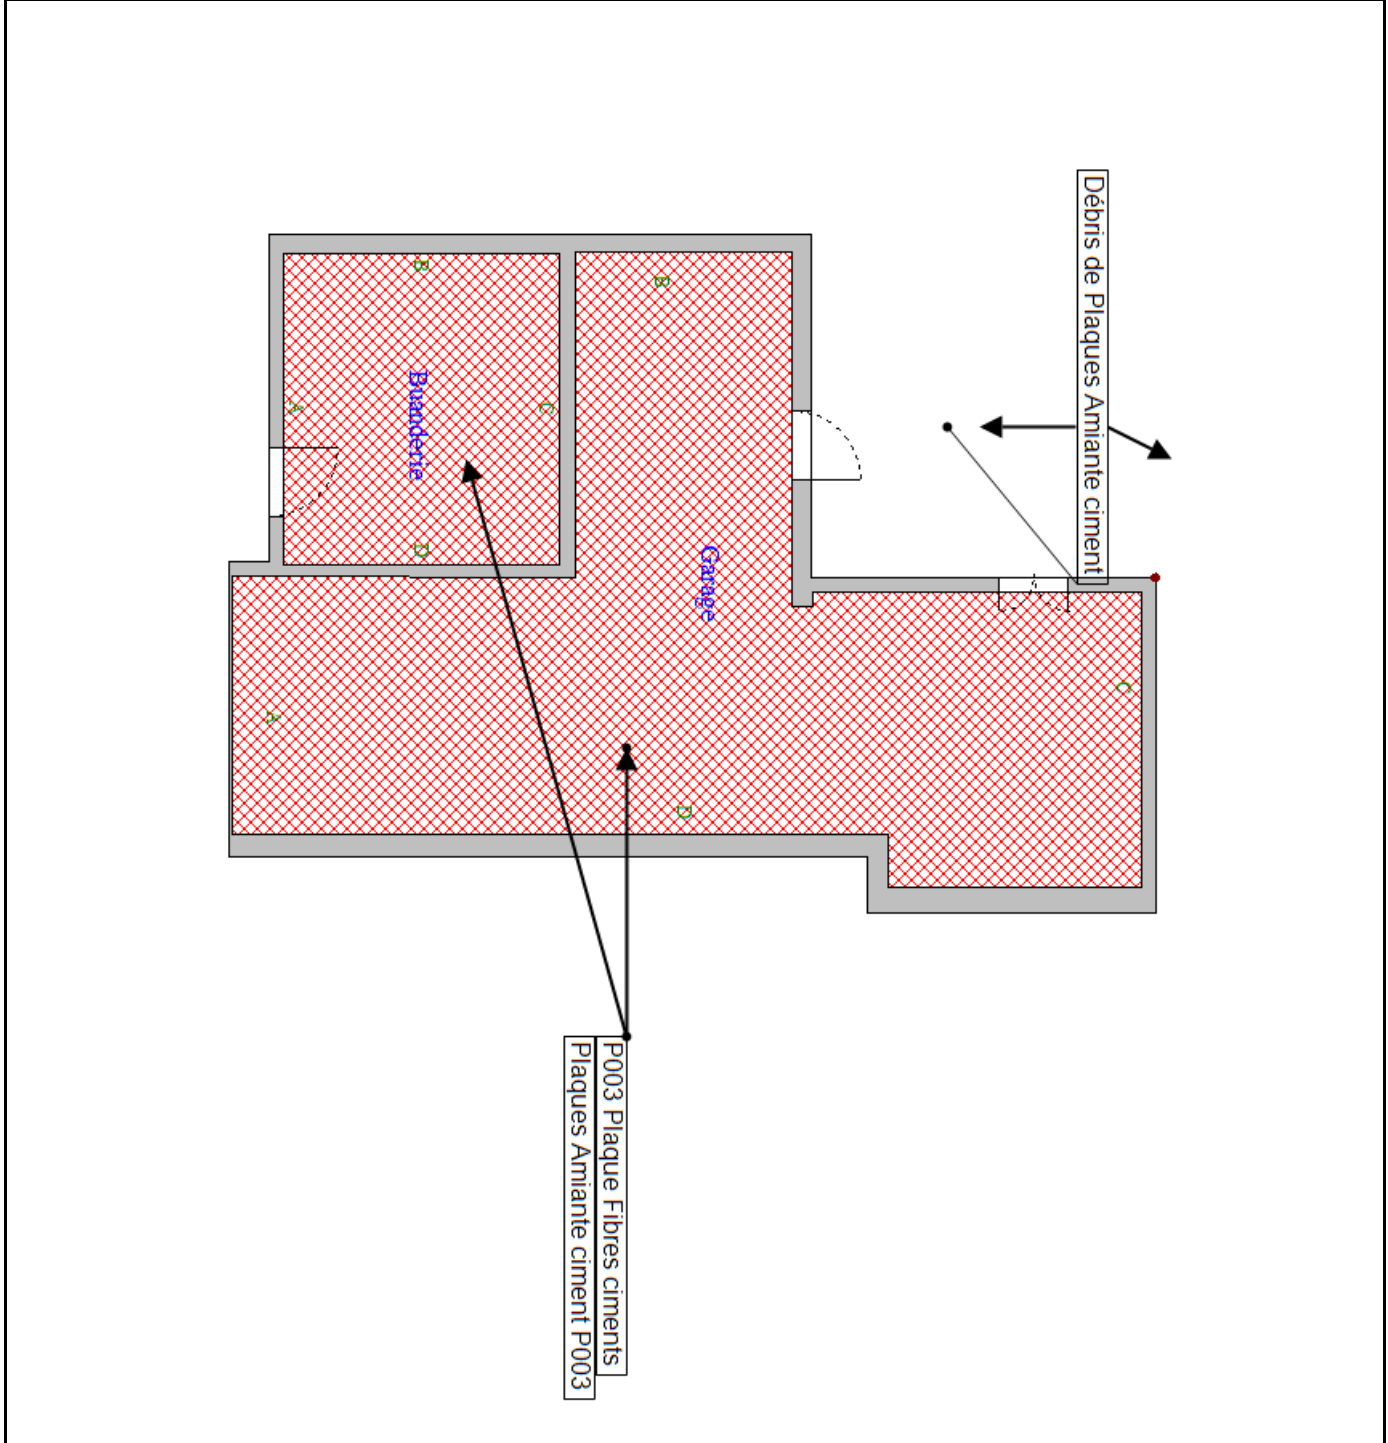 Débris de Plaques Amiante ciment
B
B
Buanderie
A
C
D
Garage
C
A
D
P003 Plaque Fibres ciments
Plaques Amiante ciment P003